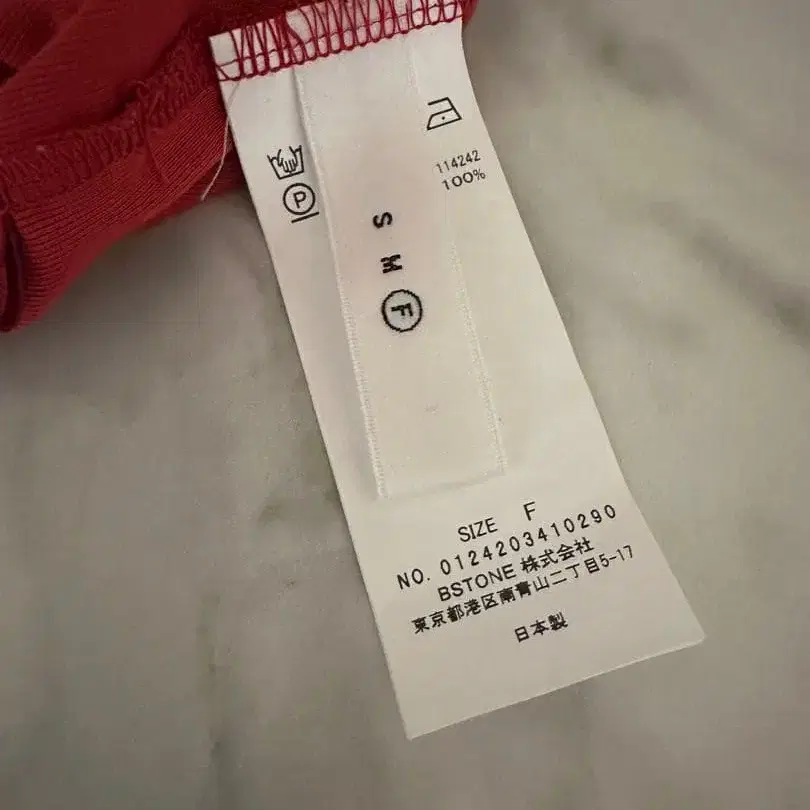 P
114242
100%
S
M
F
SIZE F
NO. 0124203410290
BSTONE 株式会社
東京都港区南青山二丁目5-17
日本製